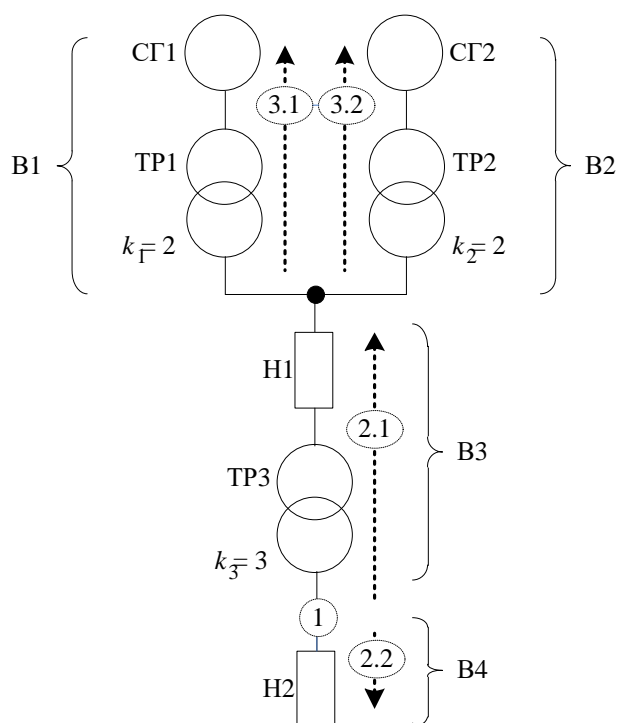 СГ1
СГ2
3.1
3.2
ТР1
ТР2
В1
В2
k1= 2
k2= 2
Н1
2.1
В3
ТР3
k3= 3
1
2.2
Н2
В4